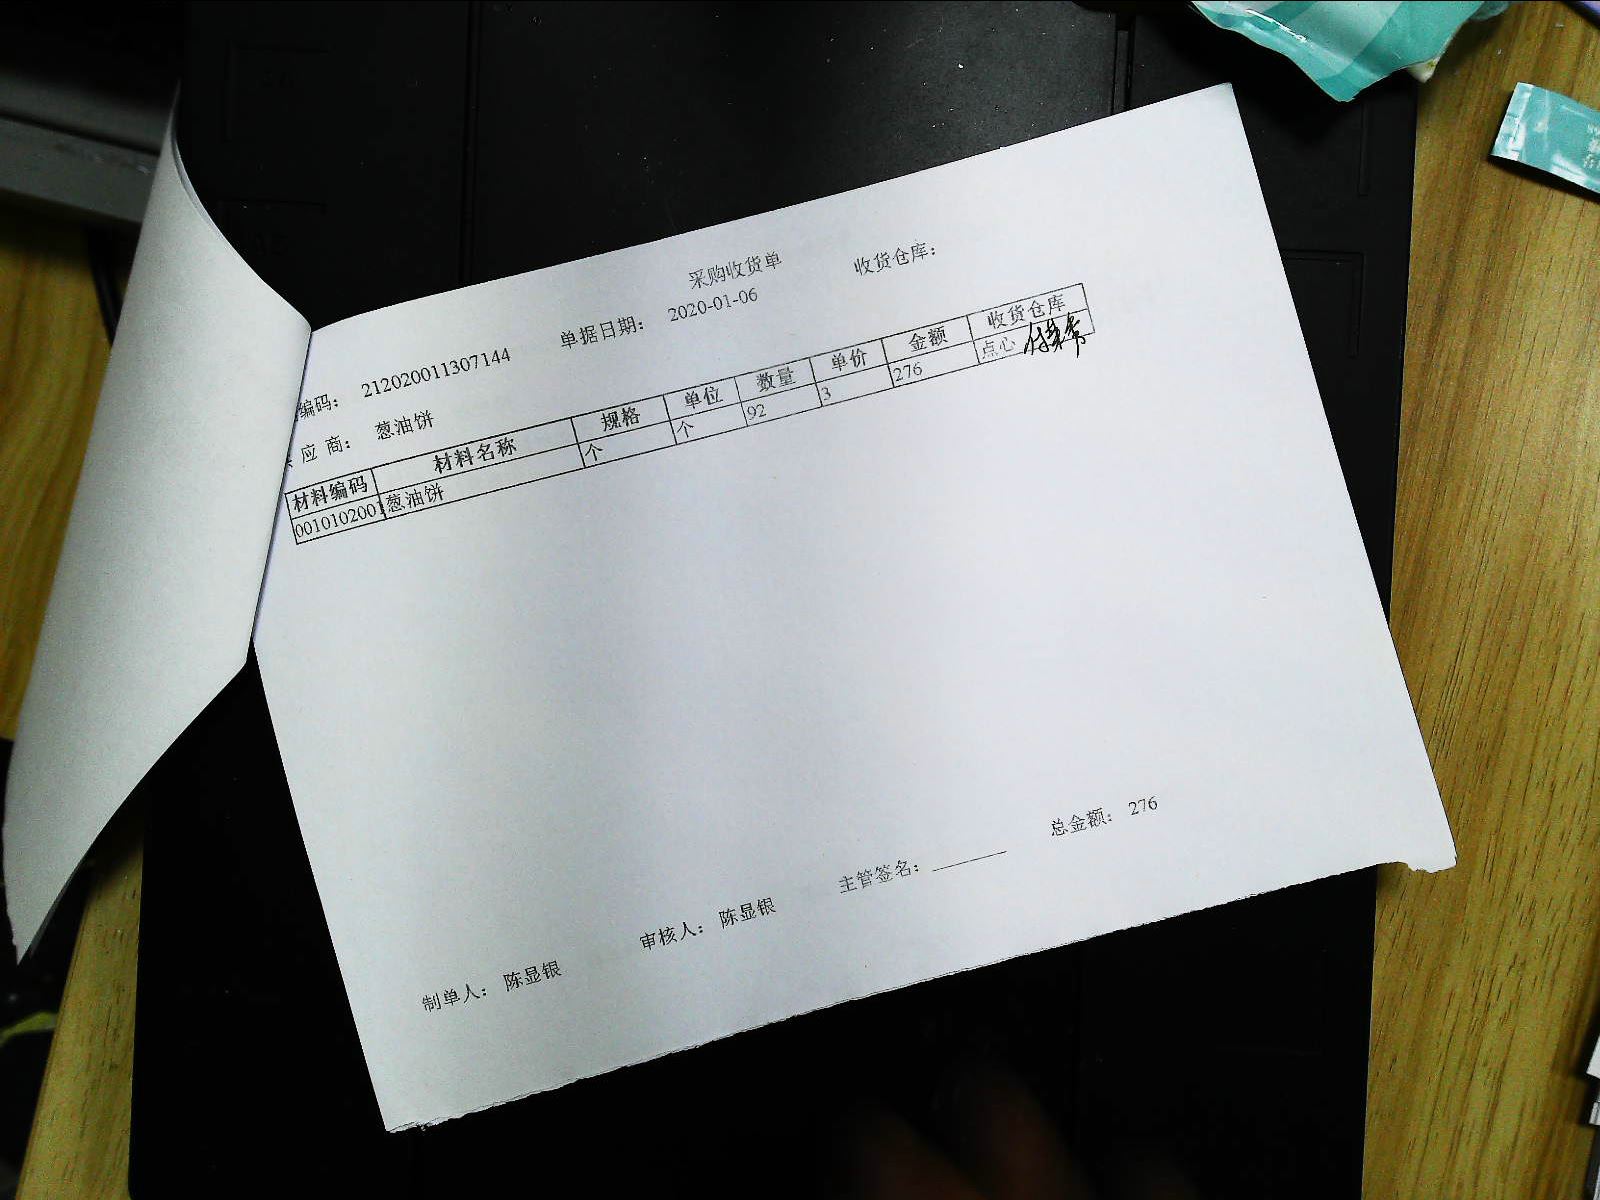 采购收货单
收货仓库：
编码： 212020011307144 单据日期： 2020-01-06
应 商： 葱油饼
材料编码 材料名称 规格 单位 数量 单价 金额 收货仓库
0010102001 葱油饼 个 个 92 3 276 点心
总金额： 276
制单人： 陈显银 审核人： 陈显银 主管签名：